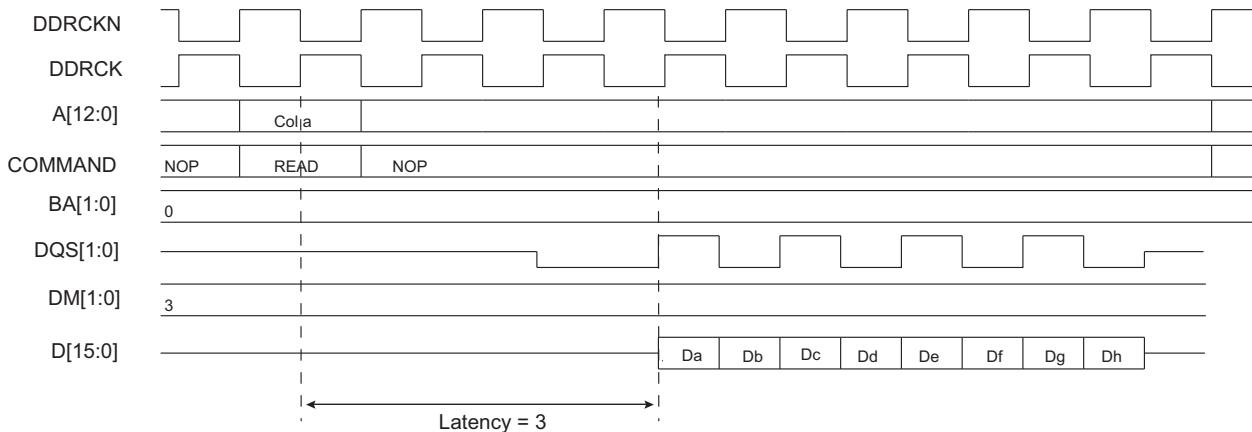 DDRCKN
DDRCK
A[12:0] Col a
COMMAND NOP READ NOP
BA[1:0] 0
DQS[1:0]
DM[1:0] 3
D[15:0] Da Db Dc Dd De Df Dg Dh
Latency = 3